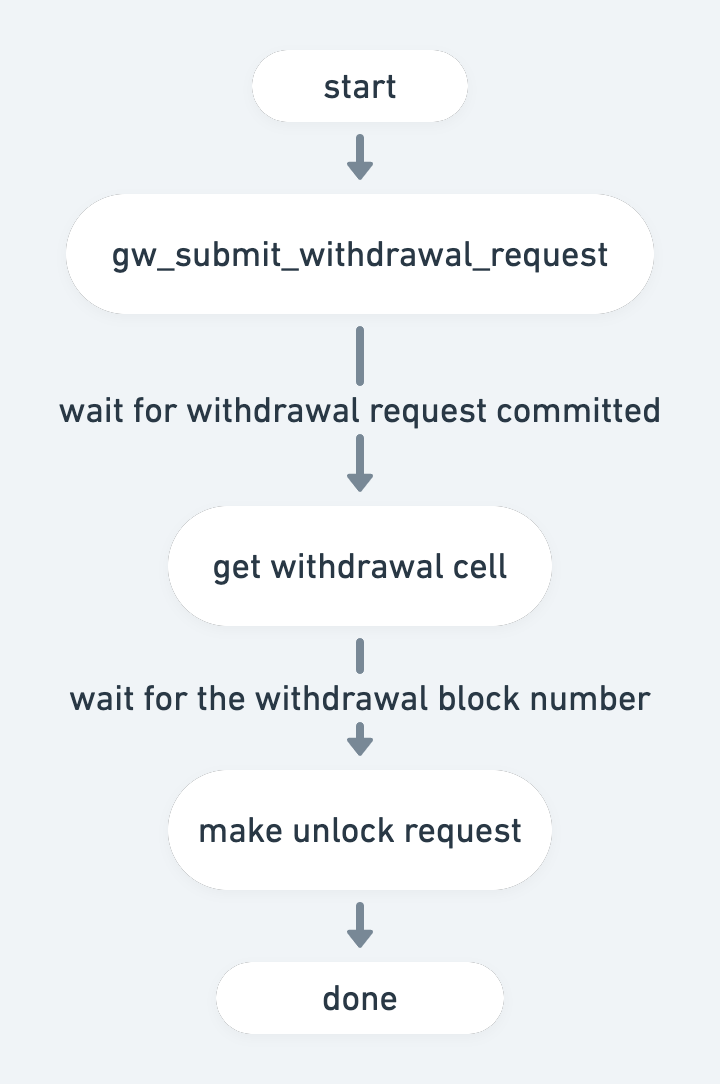 start
gw_submit_withdrawal_request
wait for withdrawal request committed
get withdrawal cell
wait for the withdrawal block number
make unlock request
done